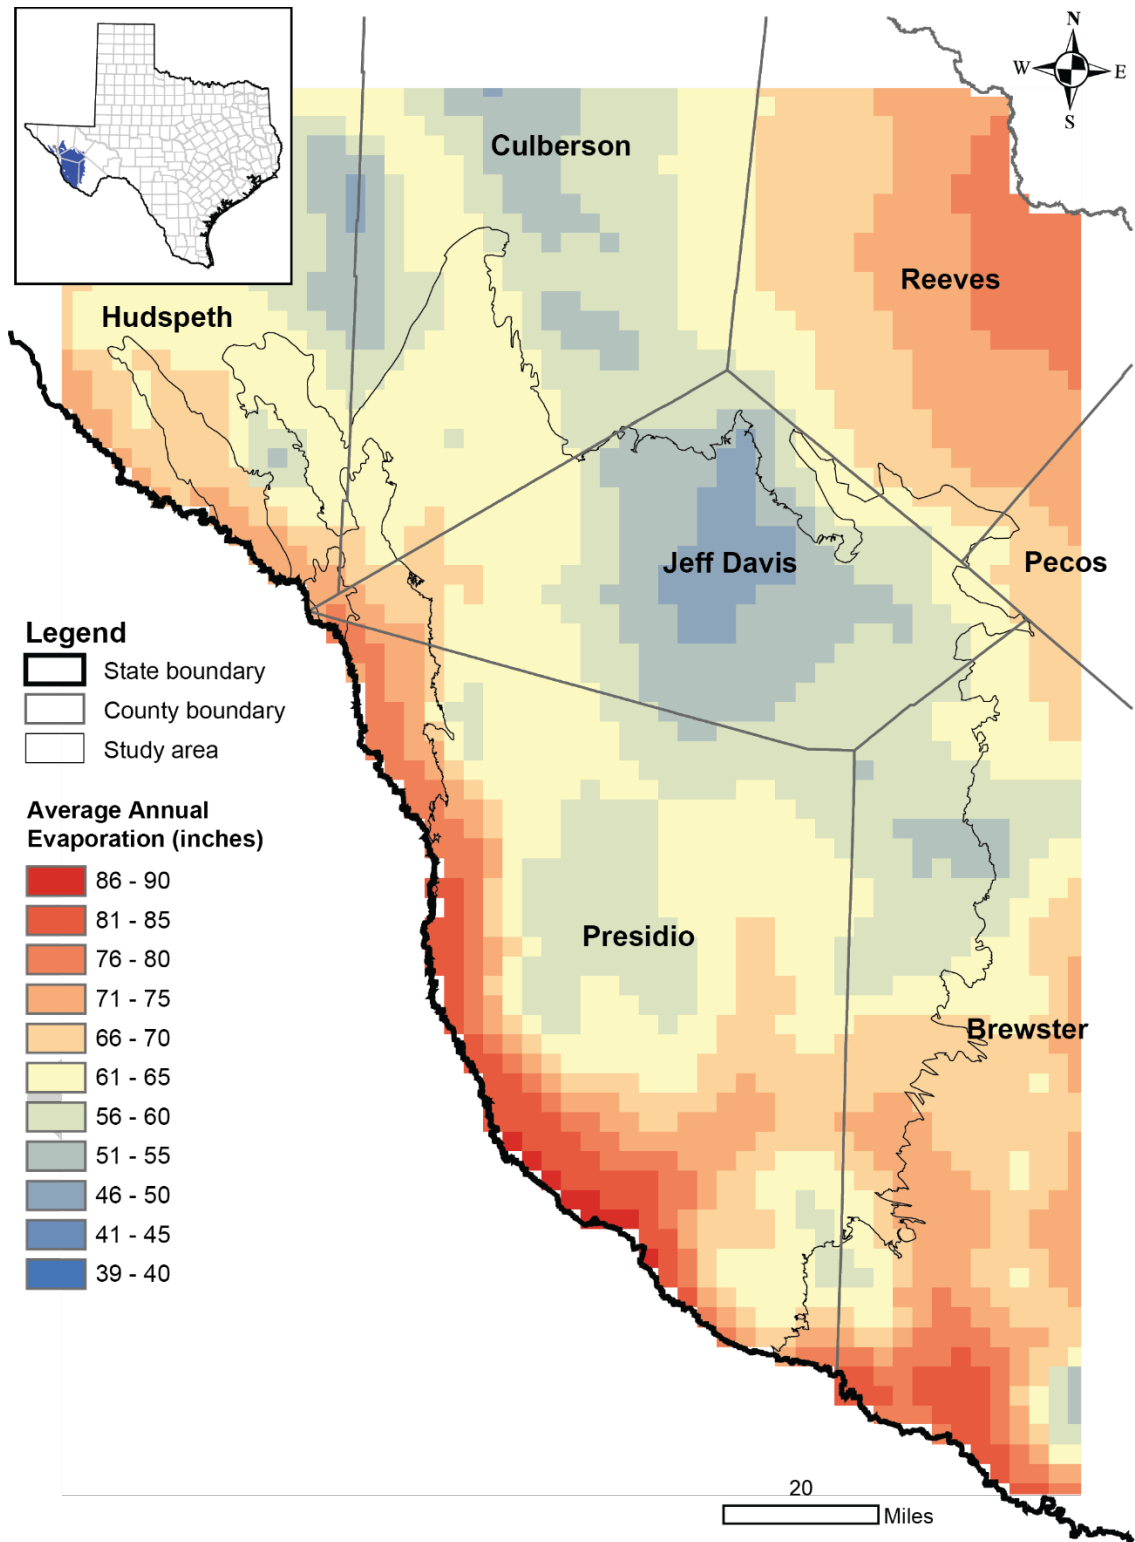 N
W
E
S
Culberson
Reeves
Hudspeth
Jeff Davis
Pecos
Legend
State boundary
County boundary
Study area
Average Annual
Evaporation (inches)
86 - 90
81 - 85
76 - 80
71 - 75
66 - 70
61 - 65
56 - 60
51 - 55
46 - 50
41 - 45
39 - 40
Presidio
Brewster
20
Miles